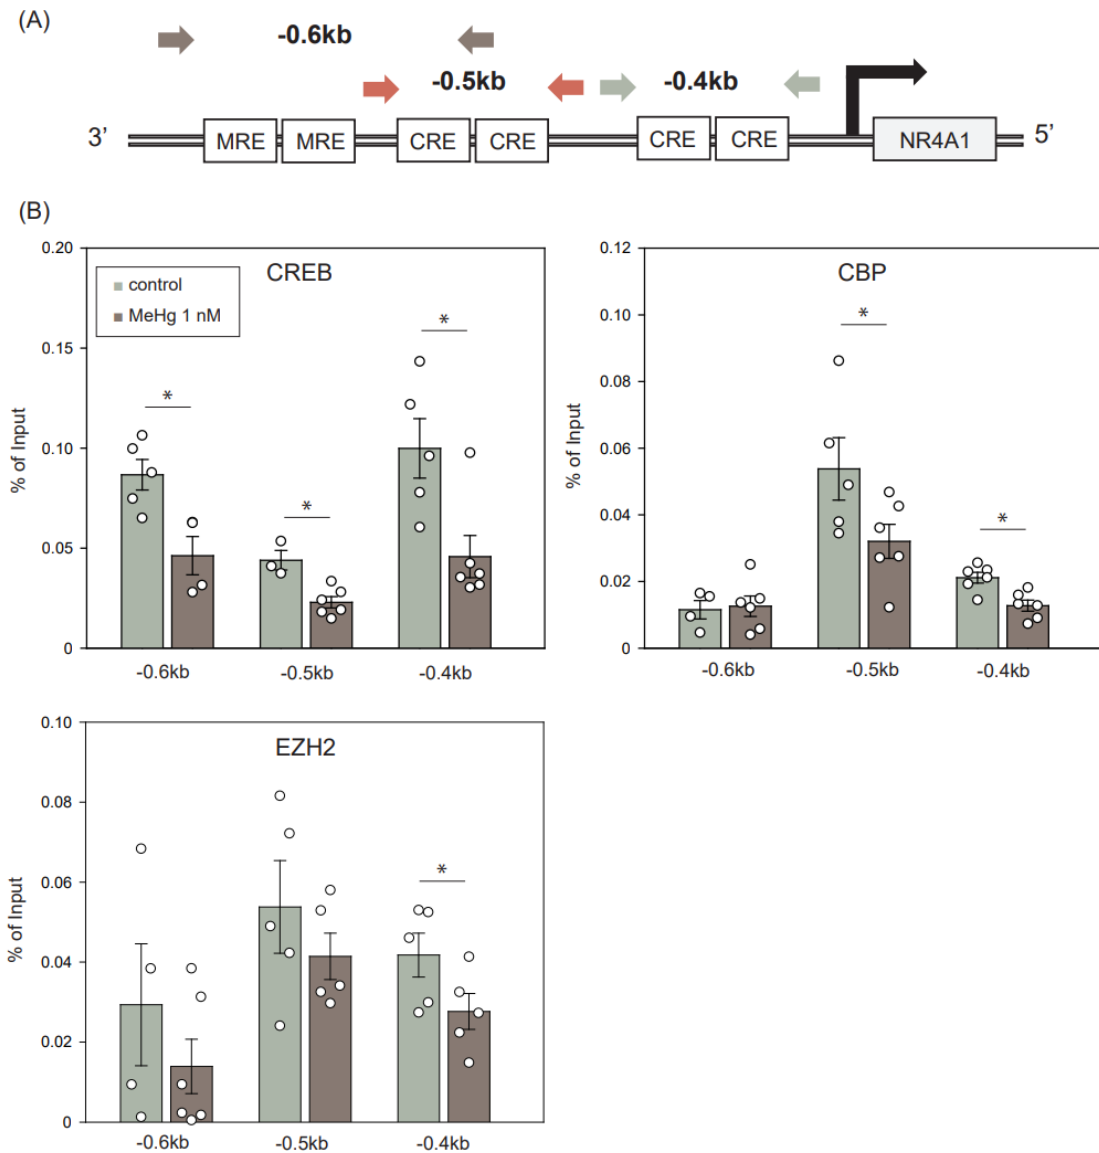 (A)
-0.6kb
-0.5kb
-0.4kb
3’ MRE MRE CRE CRE CRE CRE NR4A1 5’
(B)
CREB
control
MeHg 1 nM
% of Input
0.20
0.15
0.10
0.05
0
*
*
*
-0.6kb -0.5kb -0.4kb
CBP
% of Input
0.12
0.10
0.08
0.06
0.04
0.02
0
*
*
-0.6kb -0.5kb -0.4kb
EZH2
% of Input
0.10
0.08
0.06
0.04
0.02
0
*
-0.6kb -0.5kb -0.4kb